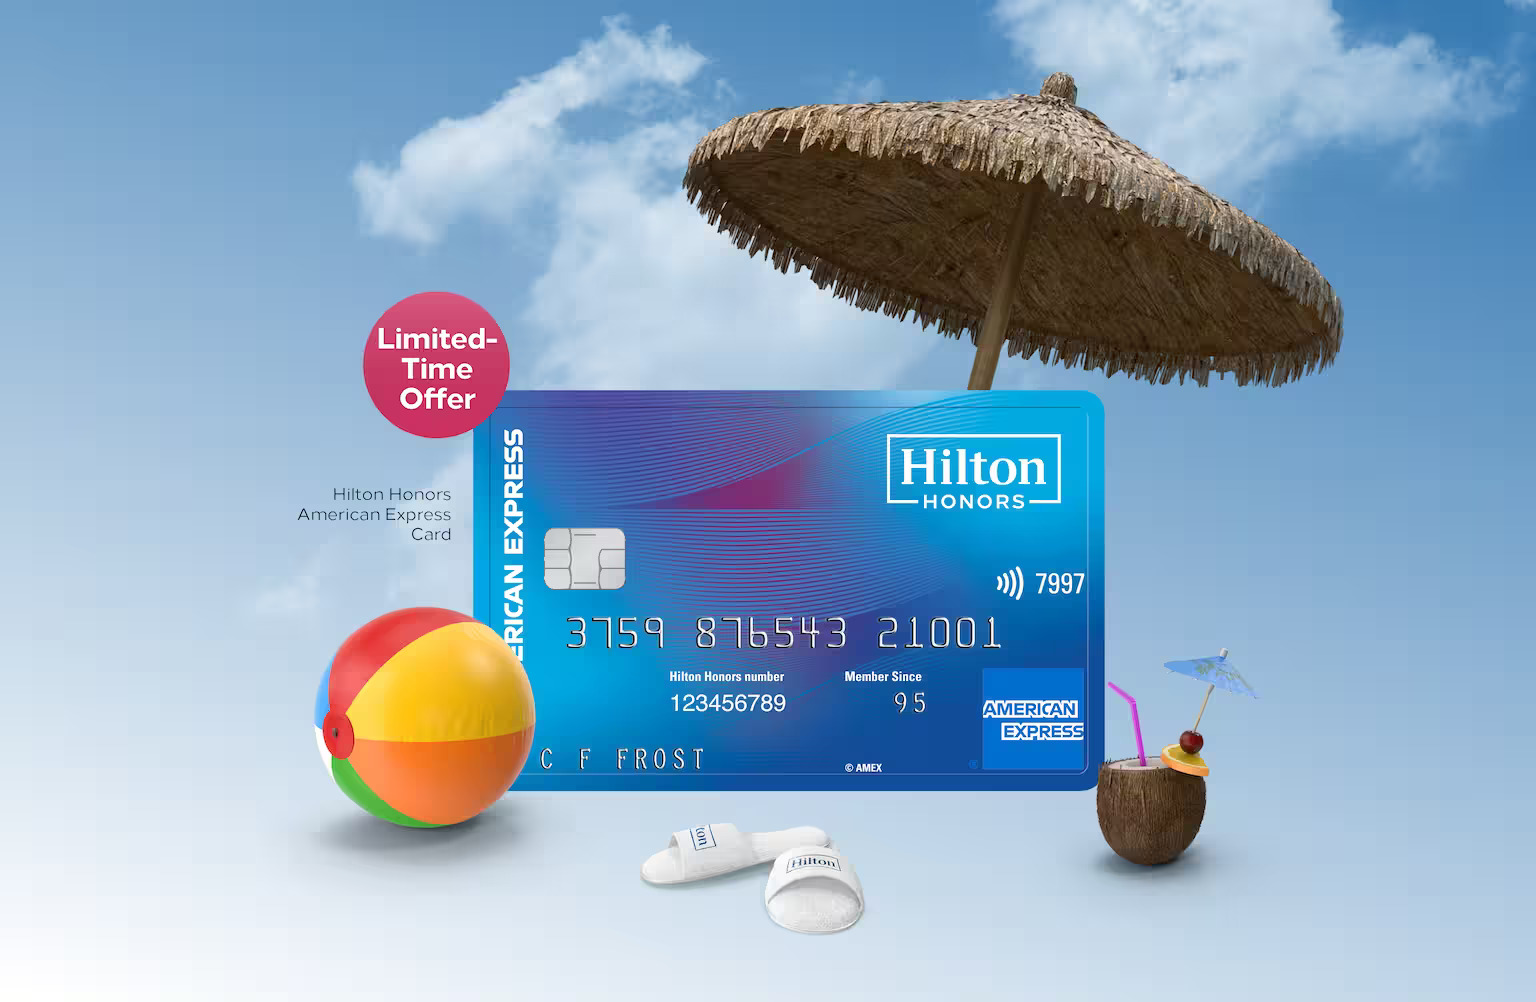 Limited-
Time
Offer
Hilton Honors
American Express
Card
ERICAN EXPRESS
Hilton
HONORS
7997
3759 876543 21001
Hilton Honors number
Member Since
123456789
95
AMERICAN
EXPRESS
C F FROST
© AMEX
®
ton
Hilton